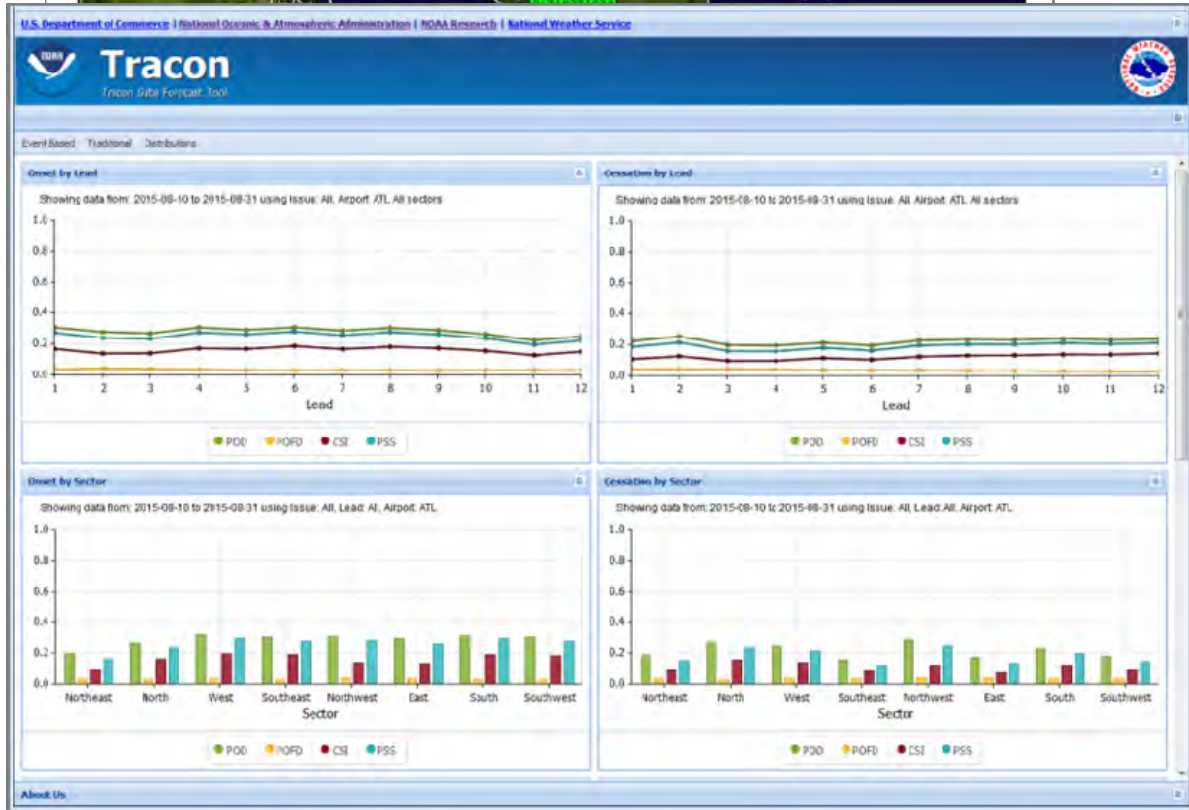 U.S. Department of Commerce | National Oceanic & Atmospheric Administration | NOAA Research | National Weather Service
NOAA
Tracon
Tracon Gate Forecast Tool
NATIONAL WEATHER SERVICE
Event Based Traditional Distributions
Onset by Lead
Showing data from: 2015-08-10 to 2015-08-31 using Issue: All, Airport: ATL, All sectors
1.0
0.8
0.6
0.4
0.2
0.0
1 2 3 4 5 6 7 8 9 10 11 12
Lead
POD POFD CSI PSS
Cessation by Lead
Showing data from: 2015-08-10 to 2015-08-31 using Issue: All, Airport: ATL, All sectors
1.0
0.8
0.6
0.4
0.2
0.0
1 2 3 4 5 6 7 8 9 10 11 12
Lead
POD POFD CSI PSS
Onset by Sector
Showing data from: 2015-08-10 to 2015-08-31 using Issue: All, Lead: All, Airport: ATL
1.0
0.8
0.6
0.4
0.2
0.0
Northeast North West Southeast Northwest East South Southwest
Sector
POD POFD CSI PSS
Cessation by Sector
Showing data from: 2015-08-10 to 2015-08-31 using Issue: All, Lead: All, Airport: ATL
1.0
0.8
0.6
0.4
0.2
0.0
Northeast North West Southeast Northwest East South Southwest
Sector
POD POFD CSI PSS
About Us